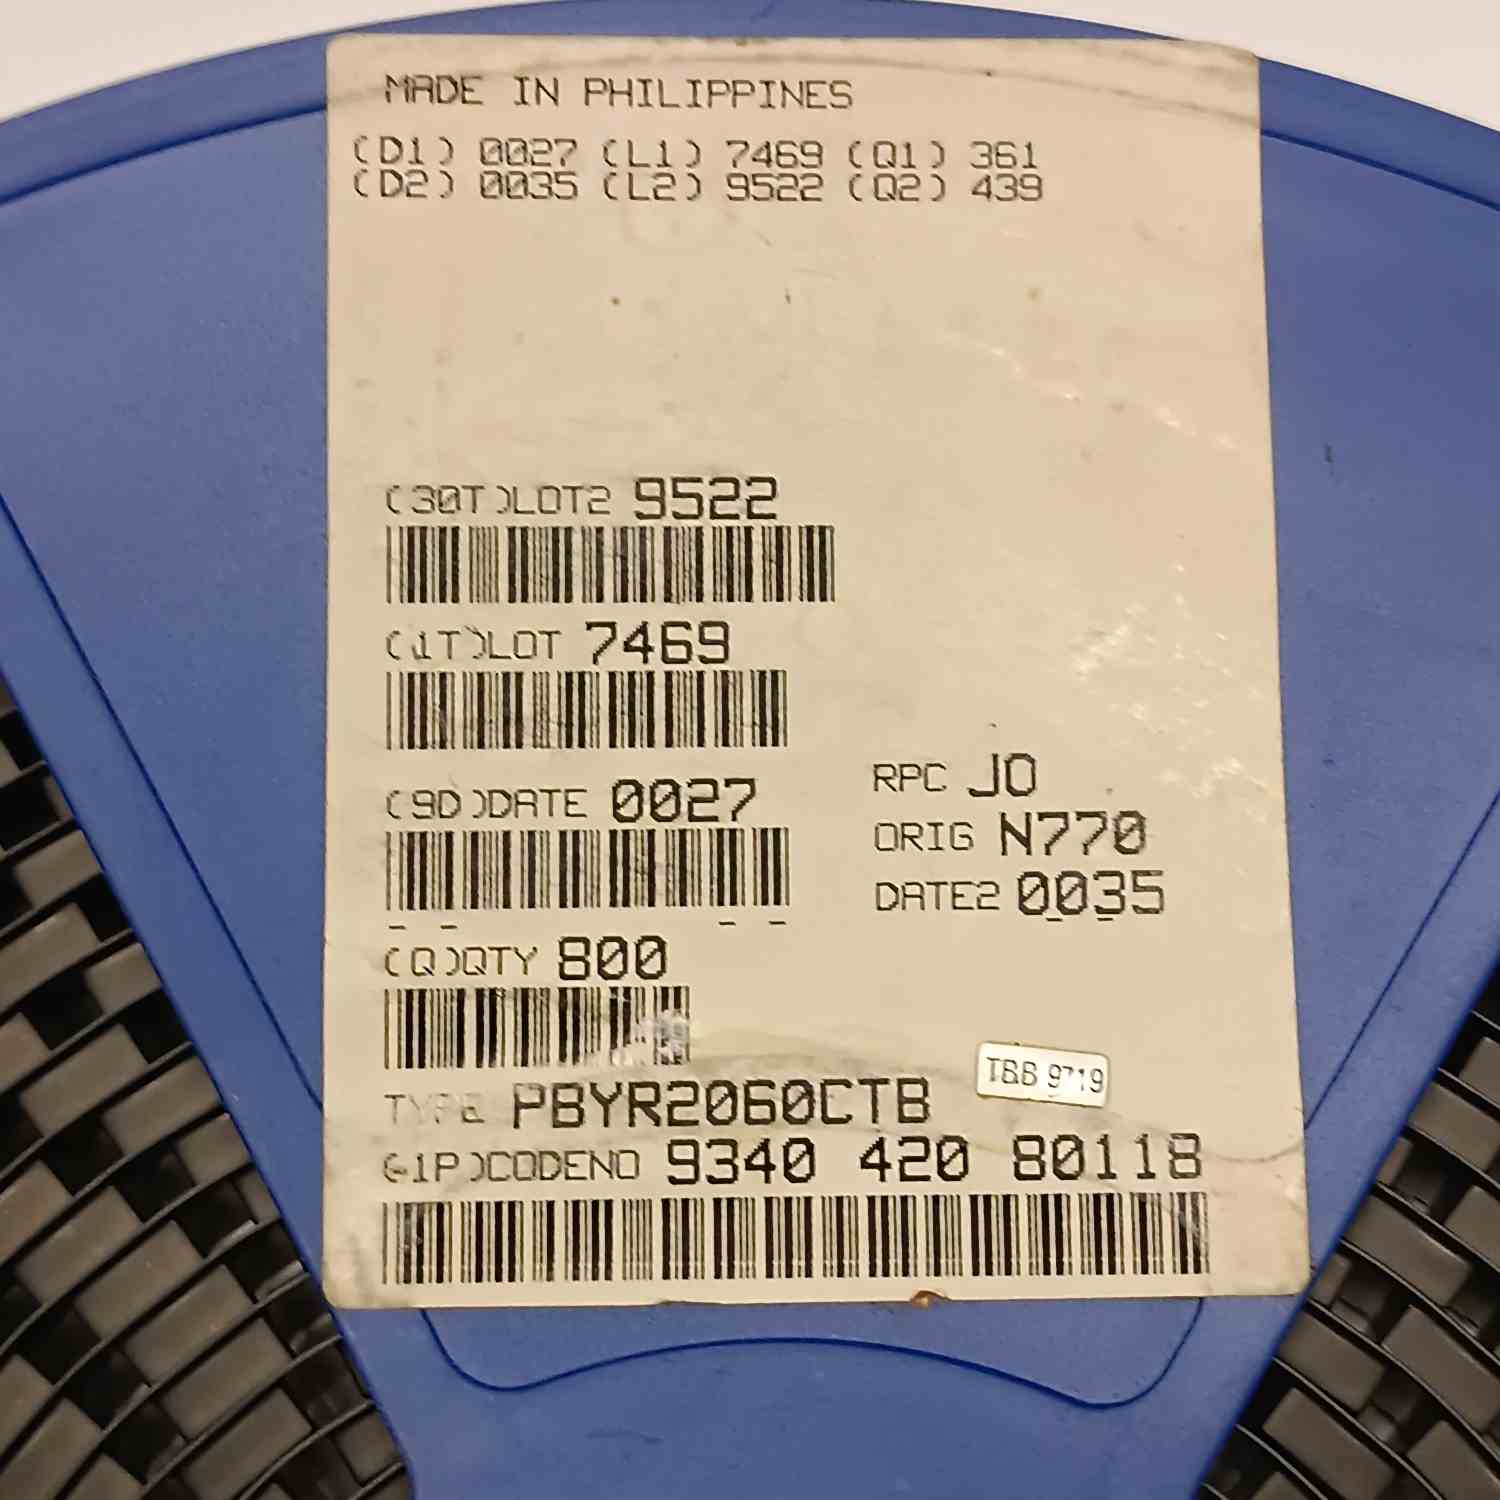 MADE IN PHILIPPINES
(D1) 0027 (L1) 7469 (Q1) 361
(D2) 0035 (L2) 9522 (Q2) 439
(30T)LOT2 9522
(1T)LOT 7469
(9D)DATE 0027
RPC JO
ORIG N770
DATE2 0035
(Q)QTY 800
TYPE PBYR2060CTB
TBB
CODENO 9340 420 80118